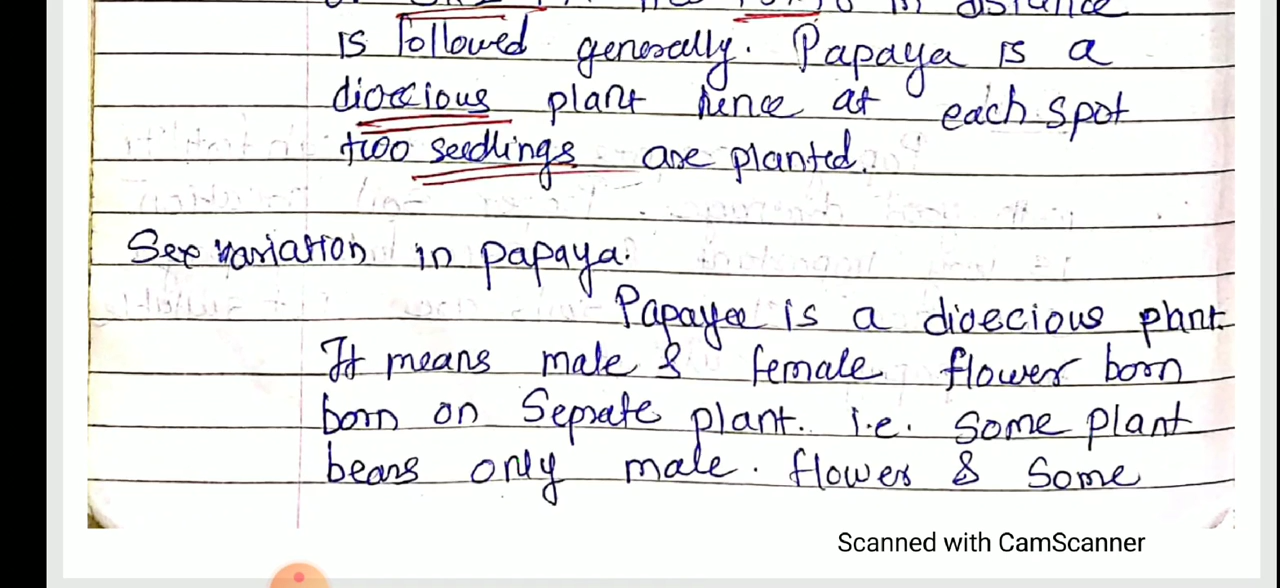 distance
is followed generally. Papaya is a
dioecious plant hence at each spot
two seedlings are planted.
Sex variation in papaya.
Papaya is a dioecious plant.
It means male & female flower born
born on Seprate plant. i.e. Some plant
bears only male. flower & Some
Scanned with CamScanner